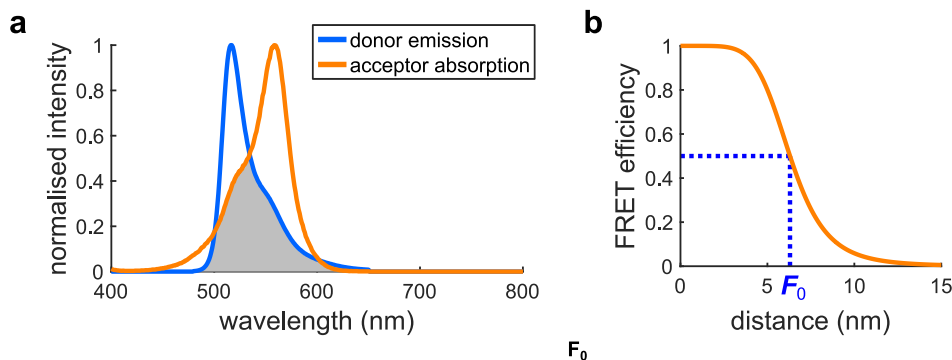 a
normalised intensity
1
0.8
0.6
0.4
0.2
0
400
500
600
700
800
wavelength (nm)
donor emission
acceptor absorption
b
FRET efficiency
1
0.8
0.6
0.4
0.2
0
0
5
10
15
F0
distance (nm)
F0